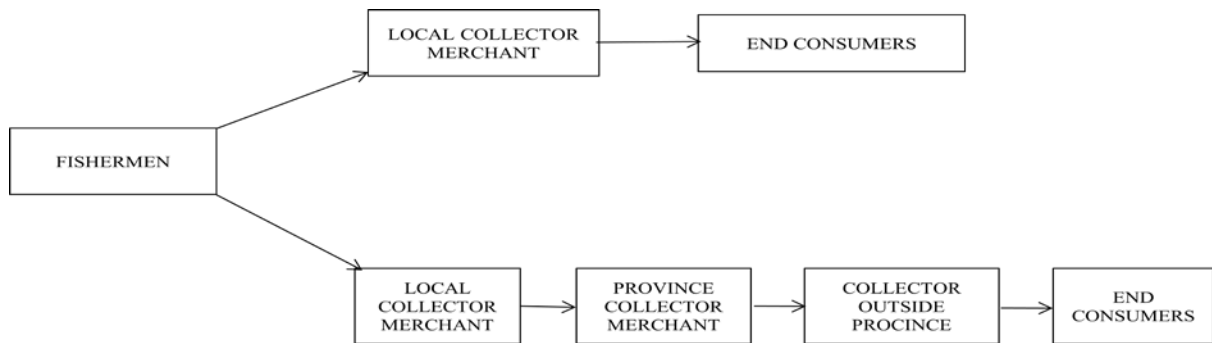 LOCAL COLLECTOR
MERCHANT
END CONSUMERS
FISHERMEN
LOCAL
COLLECTOR
MERCHANT
PROVINCE
COLLECTOR
MERCHANT
COLLECTOR
OUTSIDE
PROCINCE
END
CONSUMERS